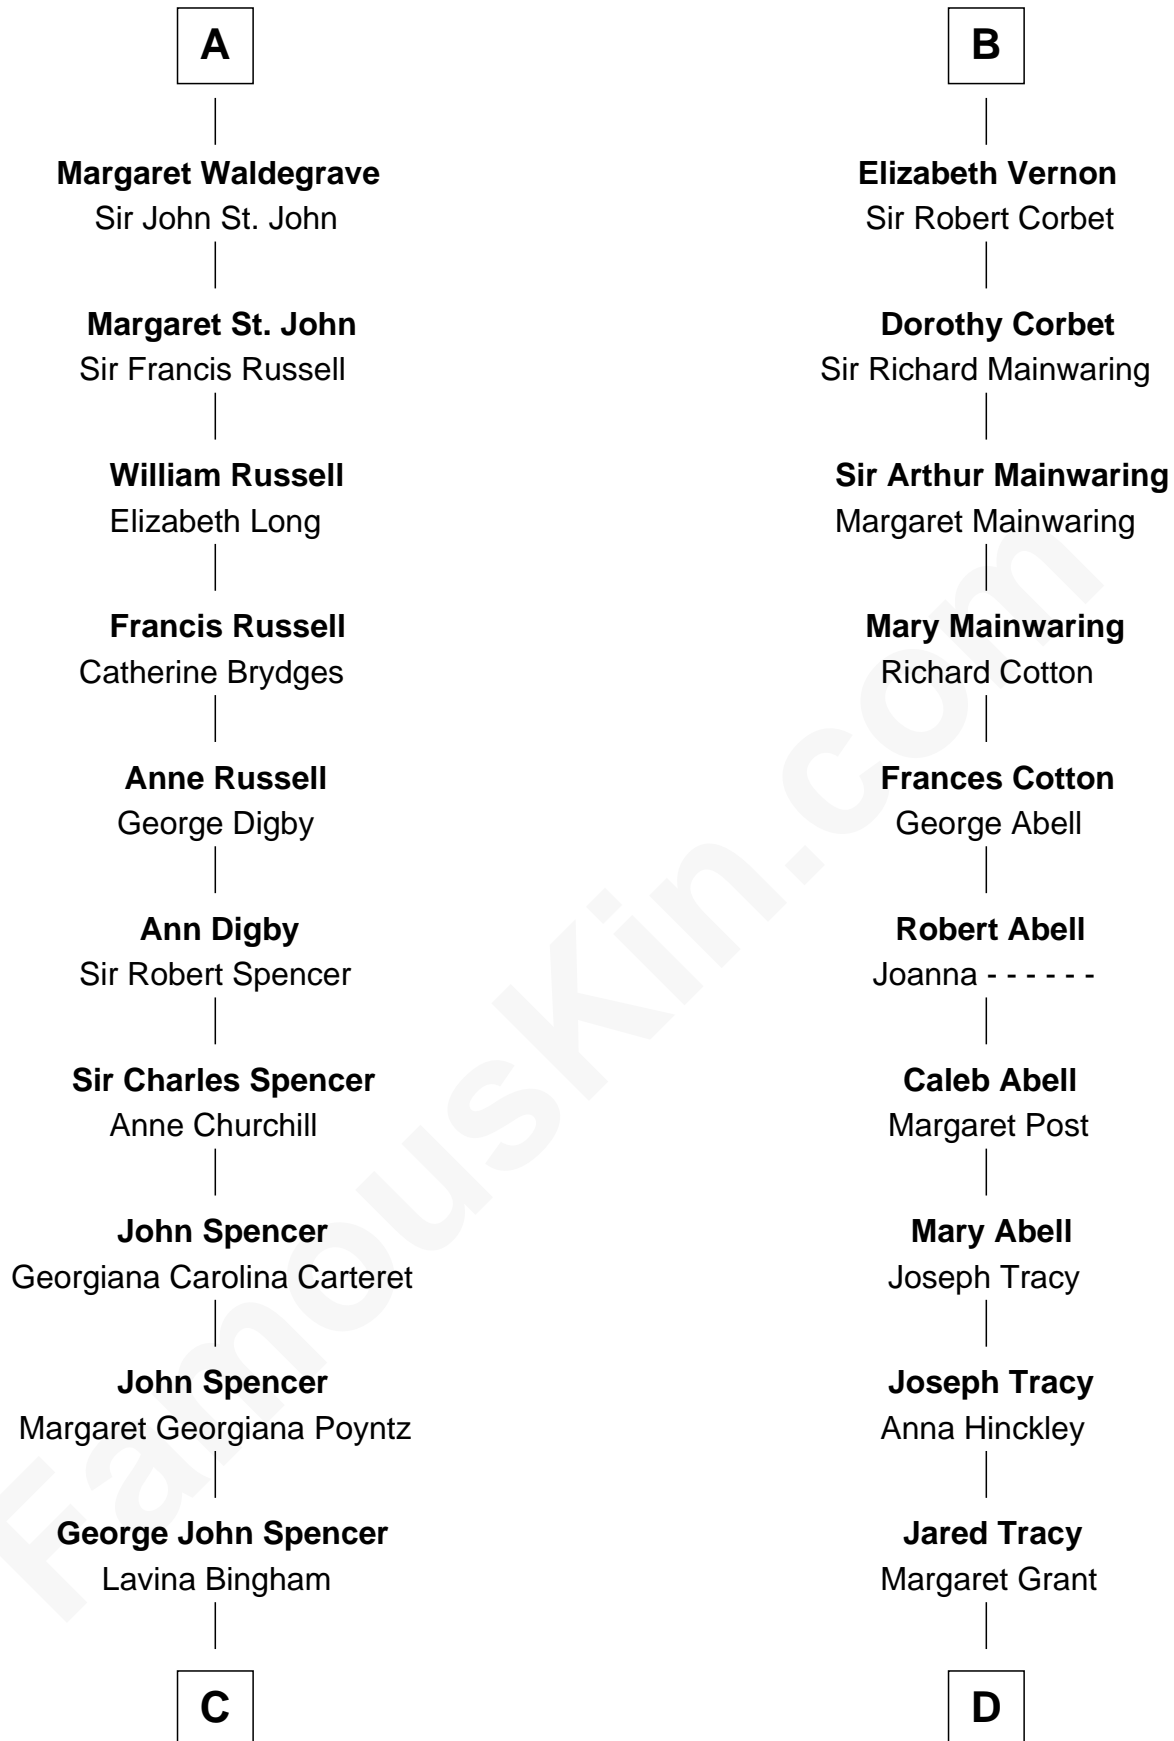 A
Margaret Waldegrave
Sir John St. John
Margaret St. John
Sir Francis Russell
William Russell
Elizabeth Long
Francis Russell
Catherine Brydges
Anne Russell
George Digby
Ann Digby
Sir Robert Spencer
Sir Charles Spencer
Anne Churchill
John Spencer
Georgiana Carolina Carteret
John Spencer
Margaret Georgiana Poyntz
George John Spencer
Lavina Bingham
C
B
Elizabeth Vernon
Sir Robert Corbet
Dorothy Corbet
Sir Richard Mainwaring
Sir Arthur Mainwaring
Margaret Mainwaring
Mary Mainwaring
Richard Cotton
Frances Cotton
George Abell
Robert Abell
Joanna - - - - - -
Caleb Abell
Margaret Post
Mary Abell
Joseph Tracy
Joseph Tracy
Anna Hinckley
Jared Tracy
Margaret Grant
D
FamousKin.com